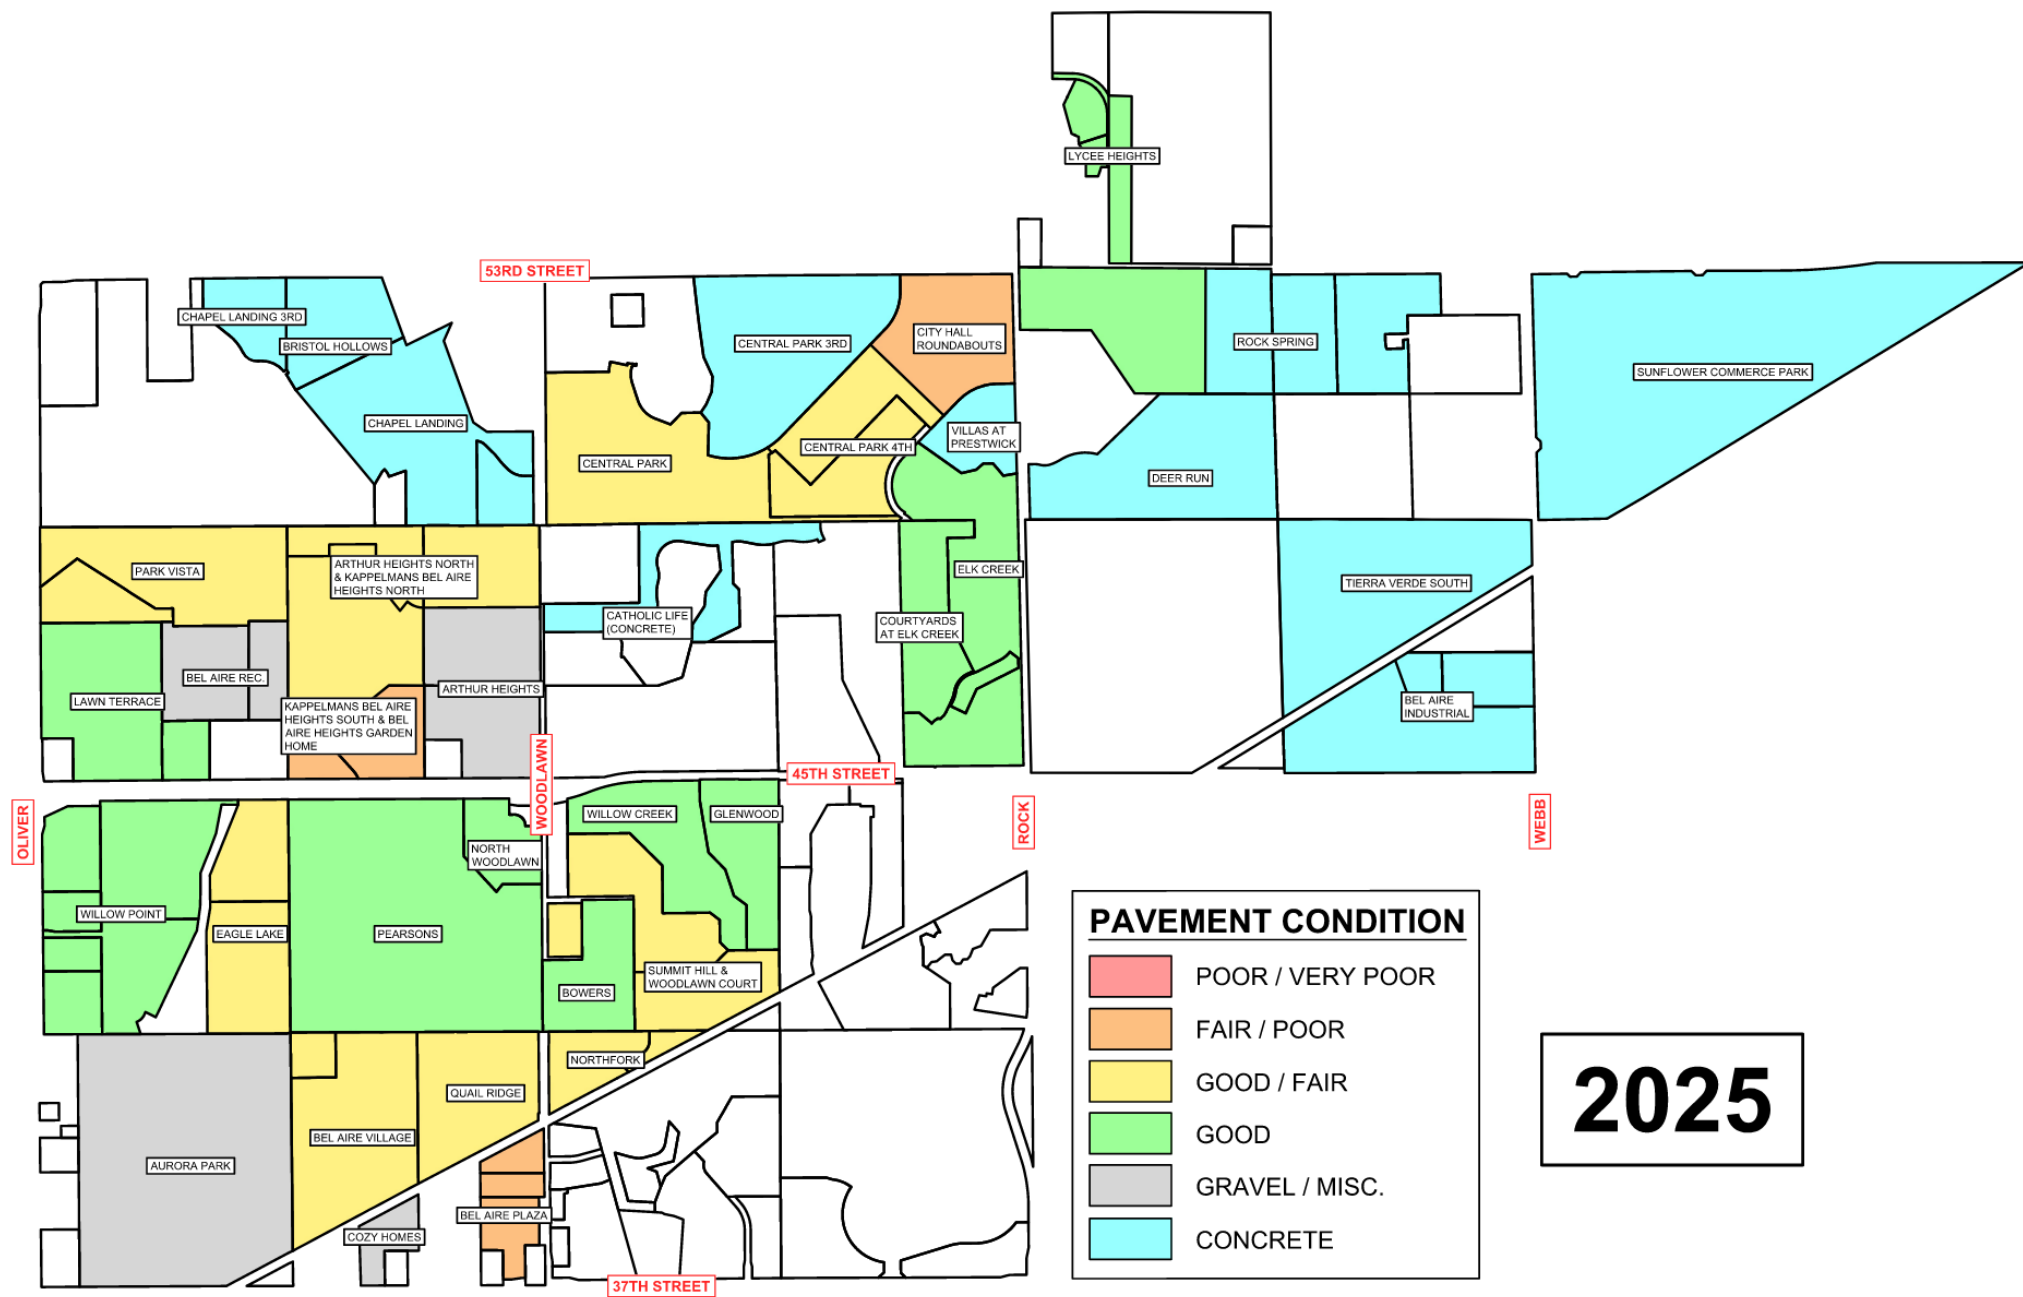 LYCEE HEIGHTS
53RD STREET
CHAPEL LANDING 3RD
BRISTOL HOLLOWS
CENTRAL PARK 3RD
CITY HALL
ROUNDABOUTS
ROCK SPRING
SUNFLOWER COMMERCE PARK
CHAPEL LANDING
CENTRAL PARK
CENTRAL PARK 4TH
VILLAS AT
PRESTWICK
DEER RUN
PARK VISTA
ARTHUR HEIGHTS NORTH
& KAPPELMANS BEL AIRE
HEIGHTS NORTH
ELK CREEK
TIERRA VERDE SOUTH
CATHOLIC LIFE
(CONCRETE)
COURTYARDS
AT ELK CREEK
BEL AIRE REC.
LAWN TERRACE
ARTHUR HEIGHTS
KAPPELMANS BEL AIRE
HEIGHTS SOUTH & BEL
AIRE HEIGHTS GARDEN
HOME
BEL AIRE
INDUSTRIAL
WOODLAWN
45TH STREET
OLIVER
ROCK
WEBB
WILLOW CREEK
GLENWOOD
NORTH
WOODLAWN
WILLOW POINT
EAGLE LAKE
PEARSONS
SUMMIT HILL &
WOODLAWN COURT
BOWERS
NORTHFORK
QUAIL RIDGE
BEL AIRE VILLAGE
AURORA PARK
BEL AIRE PLAZA
COZY HOMES
37TH STREET
PAVEMENT CONDITION
POOR / VERY POOR
FAIR / POOR
GOOD / FAIR
GOOD
GRAVEL / MISC.
CONCRETE
2025